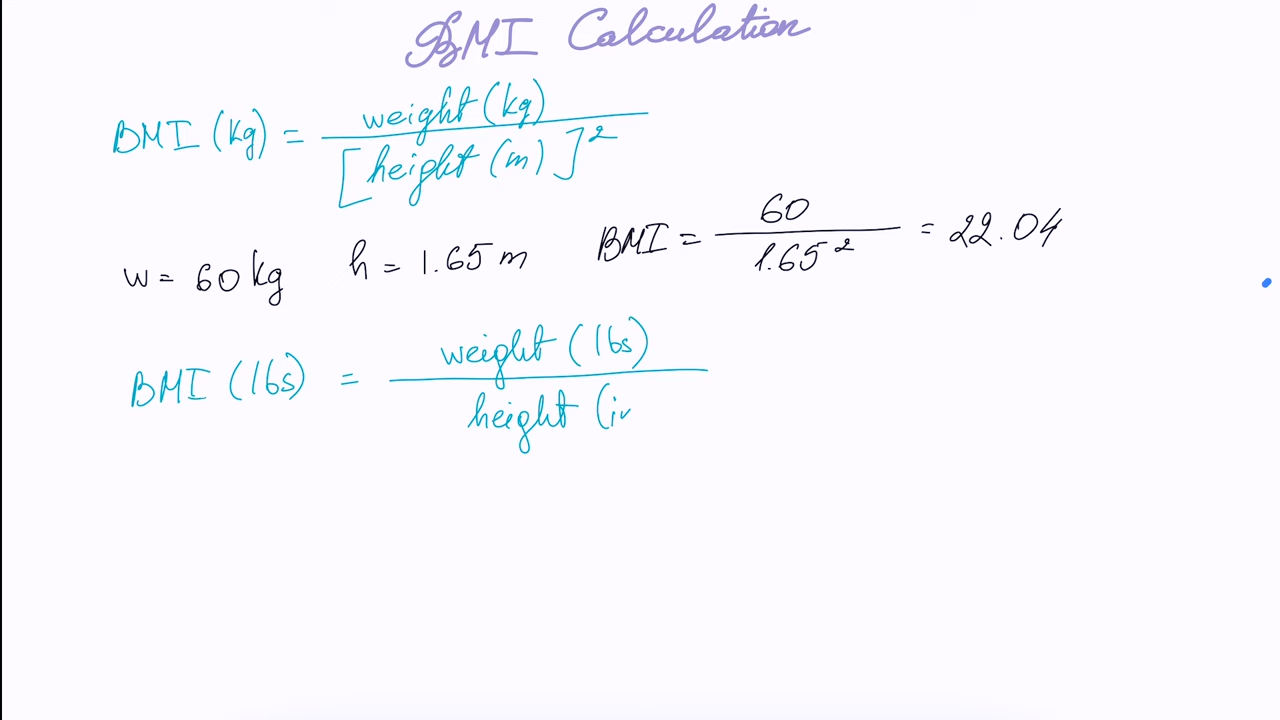 BMI Calculation
BMI (kg) = weight (kg) / [height (m)]²
w = 60 kg h = 1.65 m BMI = 60 / 1.65² = 22.04
BMI (lbs) = weight (lbs) / height (in